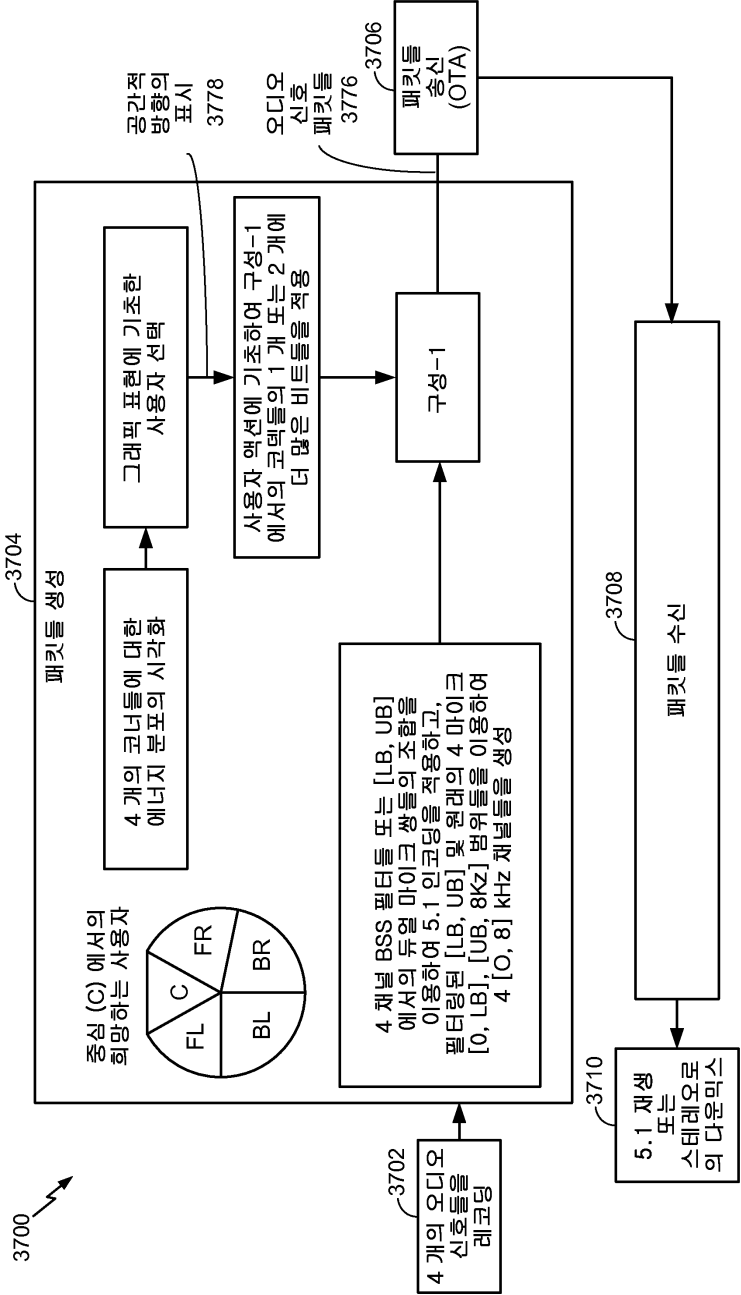 3700
3704
패킷들 생성
중심 (C) 에서의
희망하는 사용자
FL
C
FR
BL
BR
4 개의 코너들에 대한
에너지 분포의 시각화
그래픽 표현에 기초한
사용자 선택
공간적
방향의
표시
3778
사용자 액션에 기초하여 구성-1
에서의 코덱들의 1 개 또는 2 개에
더 많은 비트들을 적용
오디오
신호
패킷들
3776
3702
4 개의 오디오
신호들을
레코딩
4 채널 BSS 필터들 또는 [LB, UB]
에서의 듀얼 마이크 쌍들의 조합을
이용하여 5.1 인코딩을 적용하고,
필터링된 [LB, UB] 및 원래의 4 마이크
[0, LB], [UB, 8Kz] 범위들을 이용하여
4 [O, 8] kHz 채널들을 생성
구성-1
3706
패킷들
송신
(OTA)
3710
5.1 재생
또는
스테레오로
의 다운믹스
3708
패킷들 수신